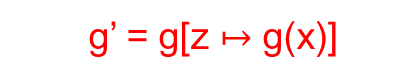 g’ = g[z ↦ g(x)]